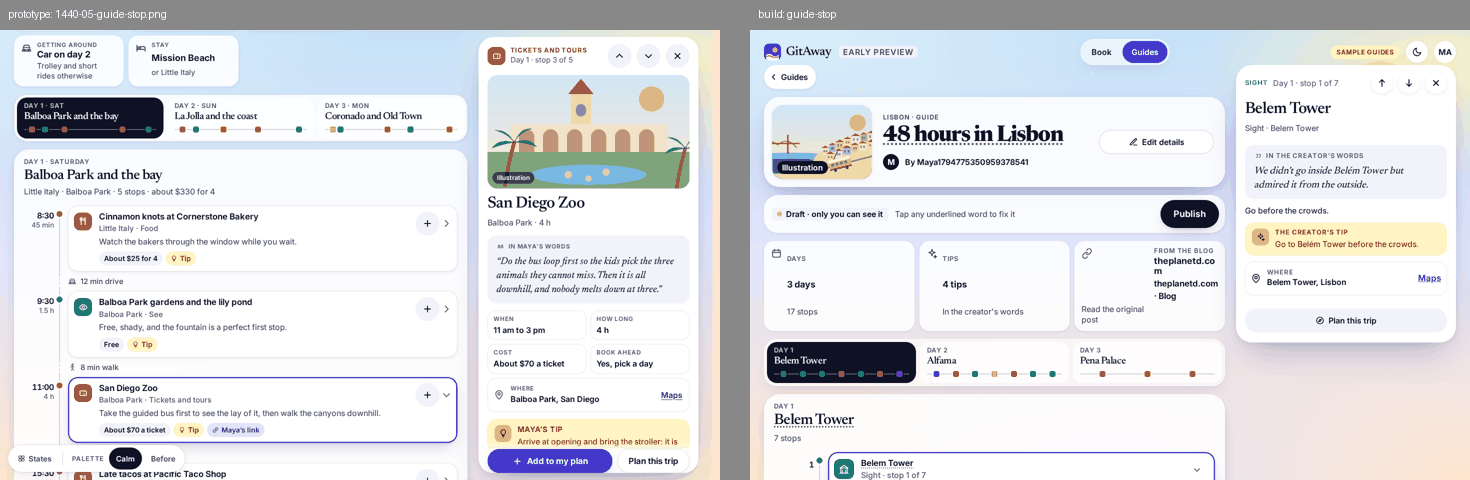 prototype: 1440-05-guide-stop.png
GETTING AROUND
Car on day 2
Trolley and short
rides otherwise
STAY
Mission Beach
or Little Italy
DAY 1 · SAT
Balboa Park and the bay
DAY 2 · SUN
La Jolla and the coast
DAY 3 · MON
Coronado and Old Town
DAY 1 · SATURDAY
Balboa Park and the bay
Little Italy · Balboa Park · 5 stops · about $330 for 4
8:30
45 min
Cinnamon knots at Cornerstone Bakery
Little Italy · Food
Watch the bakers through the window while you wait.
About $25 for 4
Tip
12 min drive
9:30
1.5 h
Balboa Park gardens and the lily pond
Balboa Park · See
Free, shady, and the fountain is a perfect first stop.
Free
Tip
8 min walk
11:00
4 h
San Diego Zoo
Balboa Park · Tickets and tours
Take the guided bus first to see the lay of it, then walk the canyons downhill.
About $70 a ticket
Tip
Maya's link
States
PALETTE
Calm
Before
15:30
Late tacos at Pacific Taco Shop
TICKETS AND TOURS
Day 1 · stop 3 of 5
Illustration
San Diego Zoo
Balboa Park · 4 h
IN MAYA'S WORDS
“Do the bus loop first so the kids pick the three
animals they cannot miss. Then it is all
downhill, and nobody melts down at three.”
WHEN
11 am to 3 pm
HOW LONG
4 h
COST
About $70 a ticket
BOOK AHEAD
Yes, pick a day
WHERE
Balboa Park, San Diego
Maps
MAYA'S TIP
Arrive at opening and bring the stroller: it is
Add to my plan
Plan this trip
build: guide-stop
GitAway
EARLY PREVIEW
Book
Guides
SAMPLE GUIDES
MA
Guides
Illustration
LISBON · GUIDE
48 hours in Lisbon
M
By Maya1794775350959378541
Edit details
Draft · only you can see it
Tap any underlined word to fix it
Publish
DAYS
3 days
17 stops
TIPS
4 tips
In the creator's words
FROM THE BLOG
theplanetd.co
m
theplanetd.com
· Blog
Read the original
post
DAY 1
Belem Tower
DAY 2
Alfama
DAY 3
Pena Palace
DAY 1
Belem Tower
7 stops
1
Belem Tower
Sight · stop 1 of 7
SIGHT
Day 1 · stop 1 of 7
Belem Tower
Sight · Belem Tower
IN THE CREATOR'S WORDS
We didn't go inside Belém Tower but
admired it from the outside.
Go before the crowds.
THE CREATOR'S TIP
Go to Belém Tower before the crowds.
WHERE
Belem Tower, Lisbon
Maps
Plan this trip